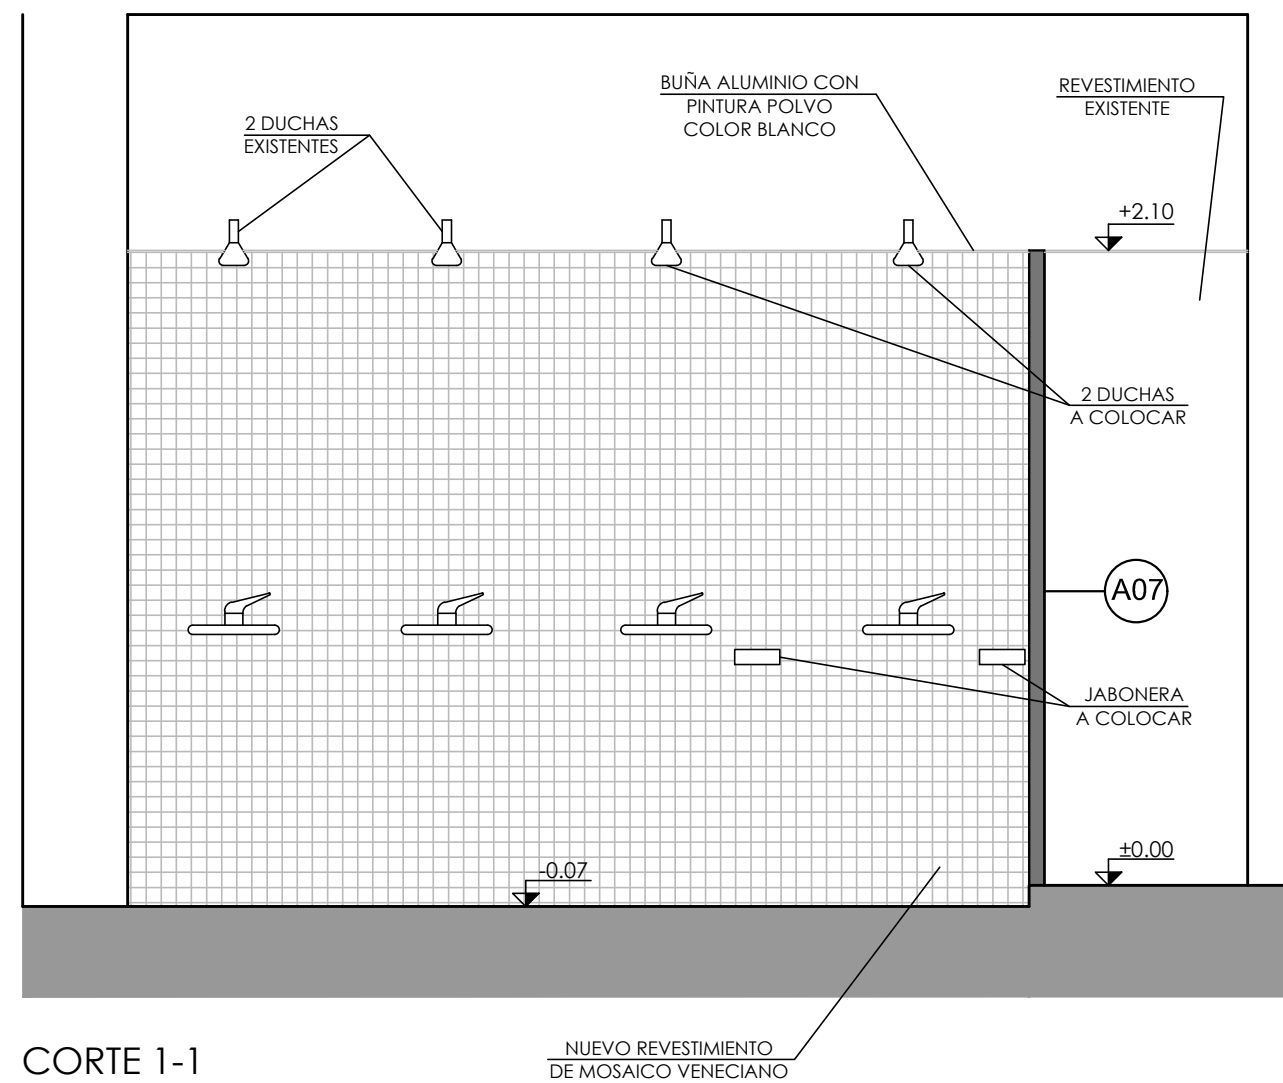 BUÑA ALUMINIO CON
PINTURA POLVO
COLOR BLANCO
REVESTIMIENTO
EXISTENTE
2 DUCHAS
EXISTENTES
+2.10
2 DUCHAS
A COLOCAR
A07
JABONERA
A COLOCAR
±0.00
-0.07
NUEVO REVESTIMIENTO
DE MOSAICO VENECIANO
CORTE 1-1